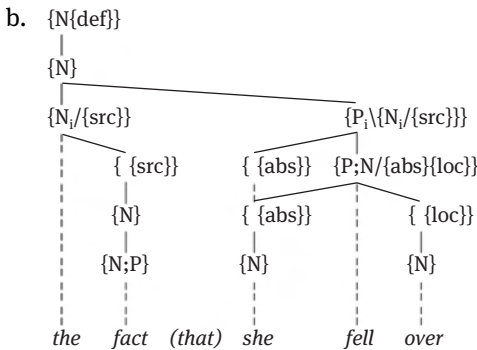 b. {N{def}}
{N}
{Nᵢ/{src}} {Pᵢ\{Nᵢ/{src}}}
{ {src}} { {abs}} {P;N/{abs}{loc}}
{N} { {abs}} { {loc}}
{N;P} {N} {N}
the fact (that) she fell over